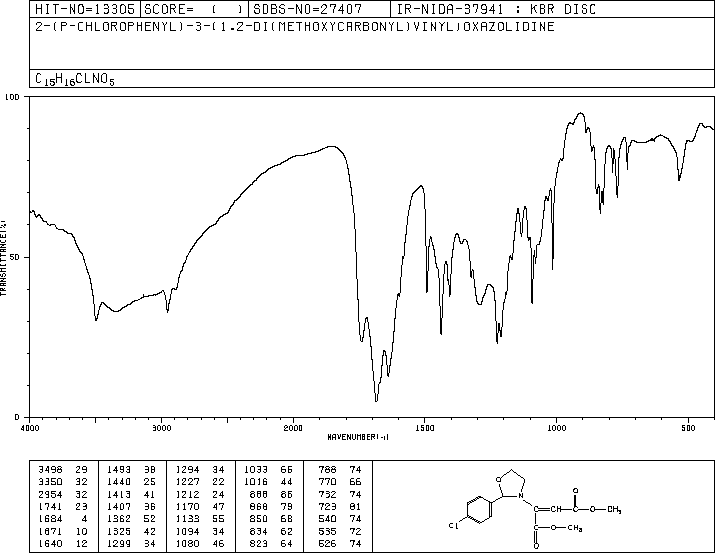 HIT-NO=13305 SCORE= ( ) SDBS-NO=27407 IR-NIDA-37941 : KBR DISC
2-(P-CHLOROPHENYL)-3-(1,2-DI(METHOXYCARBONYL)VINYL)OXAZOLIDINE
C15H16CLNO5
100
TRANSMITTANCE(%)
50
0
4000 3000 2000 1500 1000 500
WAVENUMBER(-1)
3498 29 1493 38 1294 34 1033 66 788 74
3350 32 1440 25 1227 22 1016 44 770 66
2954 32 1413 41 1212 24 888 86 732 74
1741 23 1407 36 1170 47 868 79 723 81
1684 4 1362 52 1133 55 850 68 540 74
1671 10 1325 42 1094 34 834 62 535 72
1640 12 1299 34 1080 46 823 64 526 74
O
N
O
C=CH-C-O-CH3
Cl
C-O-CH3
O